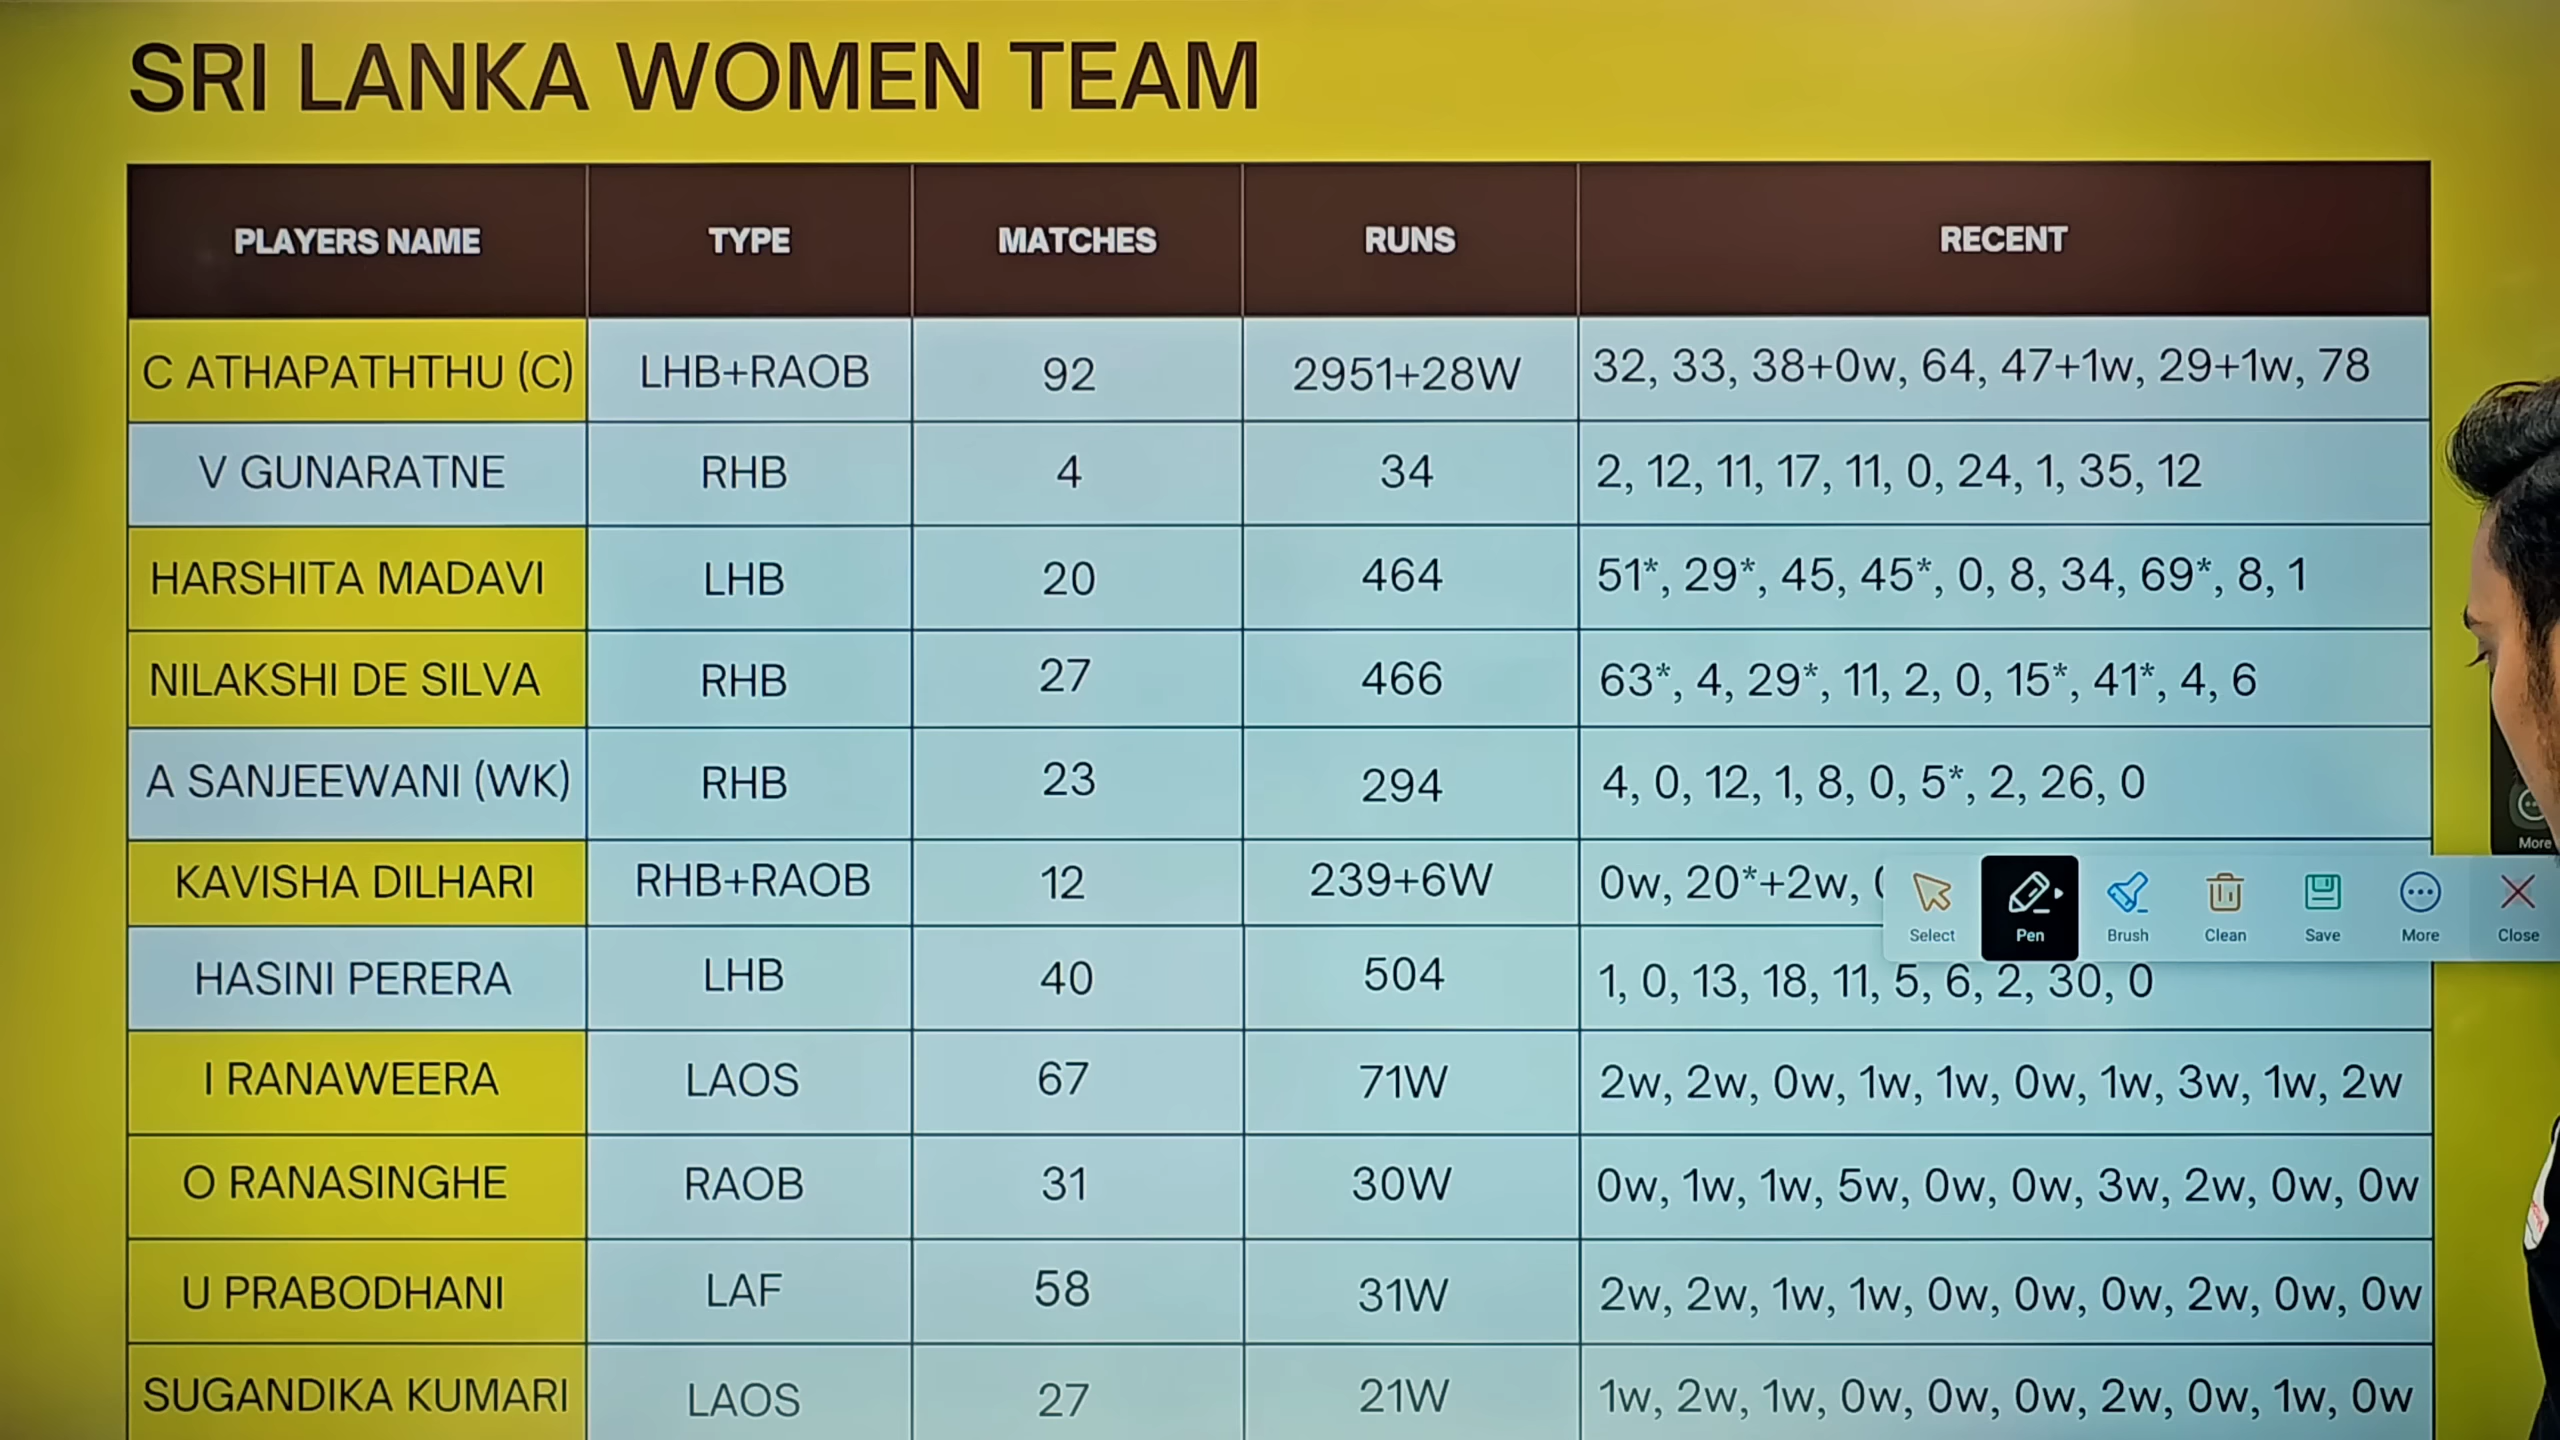 SRI LANKA WOMEN TEAM
PLAYERS NAME TYPE MATCHES RUNS RECENT
C ATHAPATHTHU (C) LHB+RAOB 92 2951+28W 32, 33, 38+0w, 64, 47+1w, 29+1w, 78
V GUNARATNE RHB 4 34 2, 12, 11, 17, 11, 0, 24, 1, 35, 12
HARSHITA MADAVI LHB 20 464 51*, 29*, 45, 45*, 0, 8, 34, 69*, 8, 1
NILAKSHI DE SILVA RHB 27 466 63*, 4, 29*, 11, 2, 0, 15*, 41*, 4, 6
A SANJEEWANI (WK) RHB 23 294 4, 0, 12, 1, 8, 0, 5*, 2, 26, 0
More
KAVISHA DILHARI RHB+RAOB 12 239+6W 0w, 20*+2w,
Select Pen Brush Clean Save More Close
HASINI PERERA LHB 40 504 1, 0, 13, 18, 11, 5, 6, 2, 30, 0
I RANAWEERA LAOS 67 71W 2w, 2w, 0w, 1w, 1w, 0w, 1w, 3w, 1w, 2w
O RANASINGHE RAOB 31 30W 0w, 1w, 1w, 5w, 0w, 0w, 3w, 2w, 0w, 0w
U PRABODHANI LAF 58 31W 2w, 2w, 1w, 1w, 0w, 0w, 0w, 2w, 0w, 0w
SUGANDIKA KUMARI LAOS 27 21W 1w, 2w, 1w, 0w, 0w, 0w, 2w, 0w, 1w, 0w